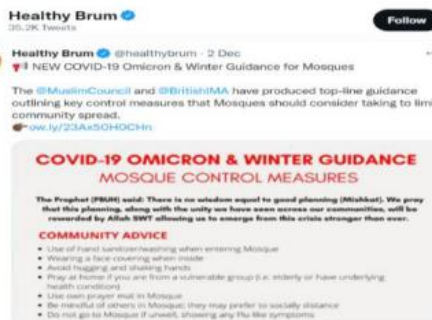 Healthy Brum
35.2K Tweets
Follow
Healthy Brum @healthybrum · 2 Dec
NEW COVID-19 Omicron & Winter Guidance for Mosques
The @MuslimCouncil and @BritishIMA have produced top-line guidance
outlining key control measures that Mosques should consider taking to limi
community spread.
ow.ly/23Ax50H0CHn
COVID-19 OMICRON & WINTER GUIDANCE
MOSQUE CONTROL MEASURES
The Prophet (PBUH) said: There is no wisdom equal to good planning (Mishkat). We pray
that this planning, along with the unity we have seen across our communities, will be
rewarded by Allah SWT allowing us to emerge from this crisis stronger than ever.
COMMUNITY ADVICE
• Use of hand sanitizer/washing when entering Mosque
• Wearing a face covering when inside
• Avoid hugging and shaking hands
• Pray at home if you are from a vulnerable group (i.e. elderly or have underlying
health condition)
• Use own prayer mat in Mosque
• Be mindful of others in Mosque; they may prefer to socially distance
• Do not go to Mosque if unwell, showing any Flu like symptoms